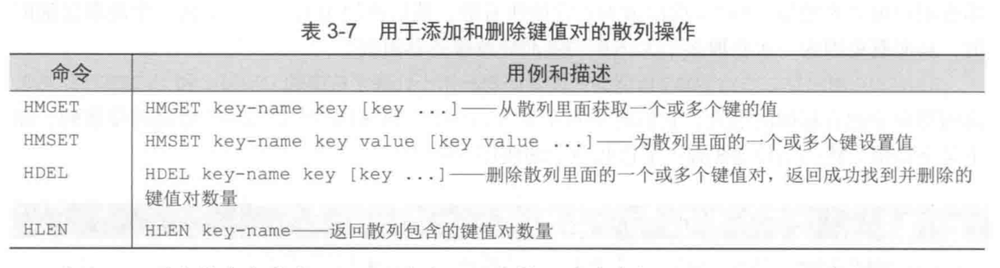 表 3-7 用于添加和删除键值对的散列操作
命令 用例和描述
HMGET HMGET key-name key [key ...]——从散列里面获取一个或多个键的值
HMSET HMSET key-name key value [key value ...]——为散列里面的一个或多个键设置值
HDEL HDEL key-name key [key ...]——删除散列里面的一个或多个键值对，返回成功找到并删除的
键值对数量
HLEN HLEN key-name——返回散列包含的键值对数量